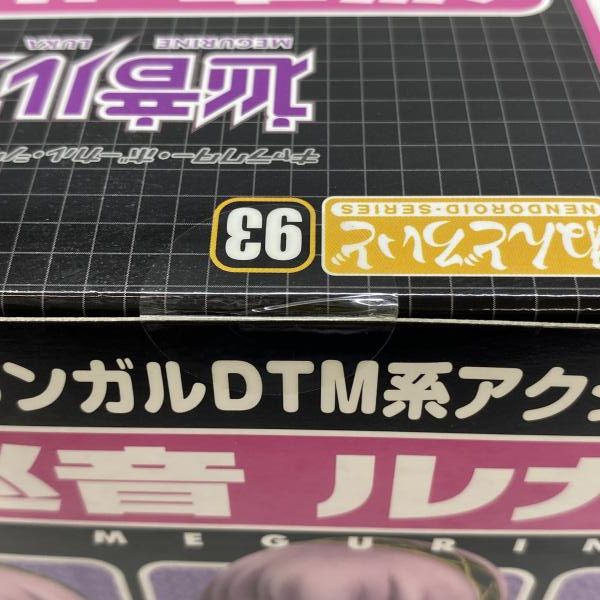 巡音ル
MEGURINE
LUKA
キャラクター・ボーカル・シ
ねんどろいど
NENDOROID-SERIES
93
ンガルDTM系アク
巡音 ルカ
MEGURIN